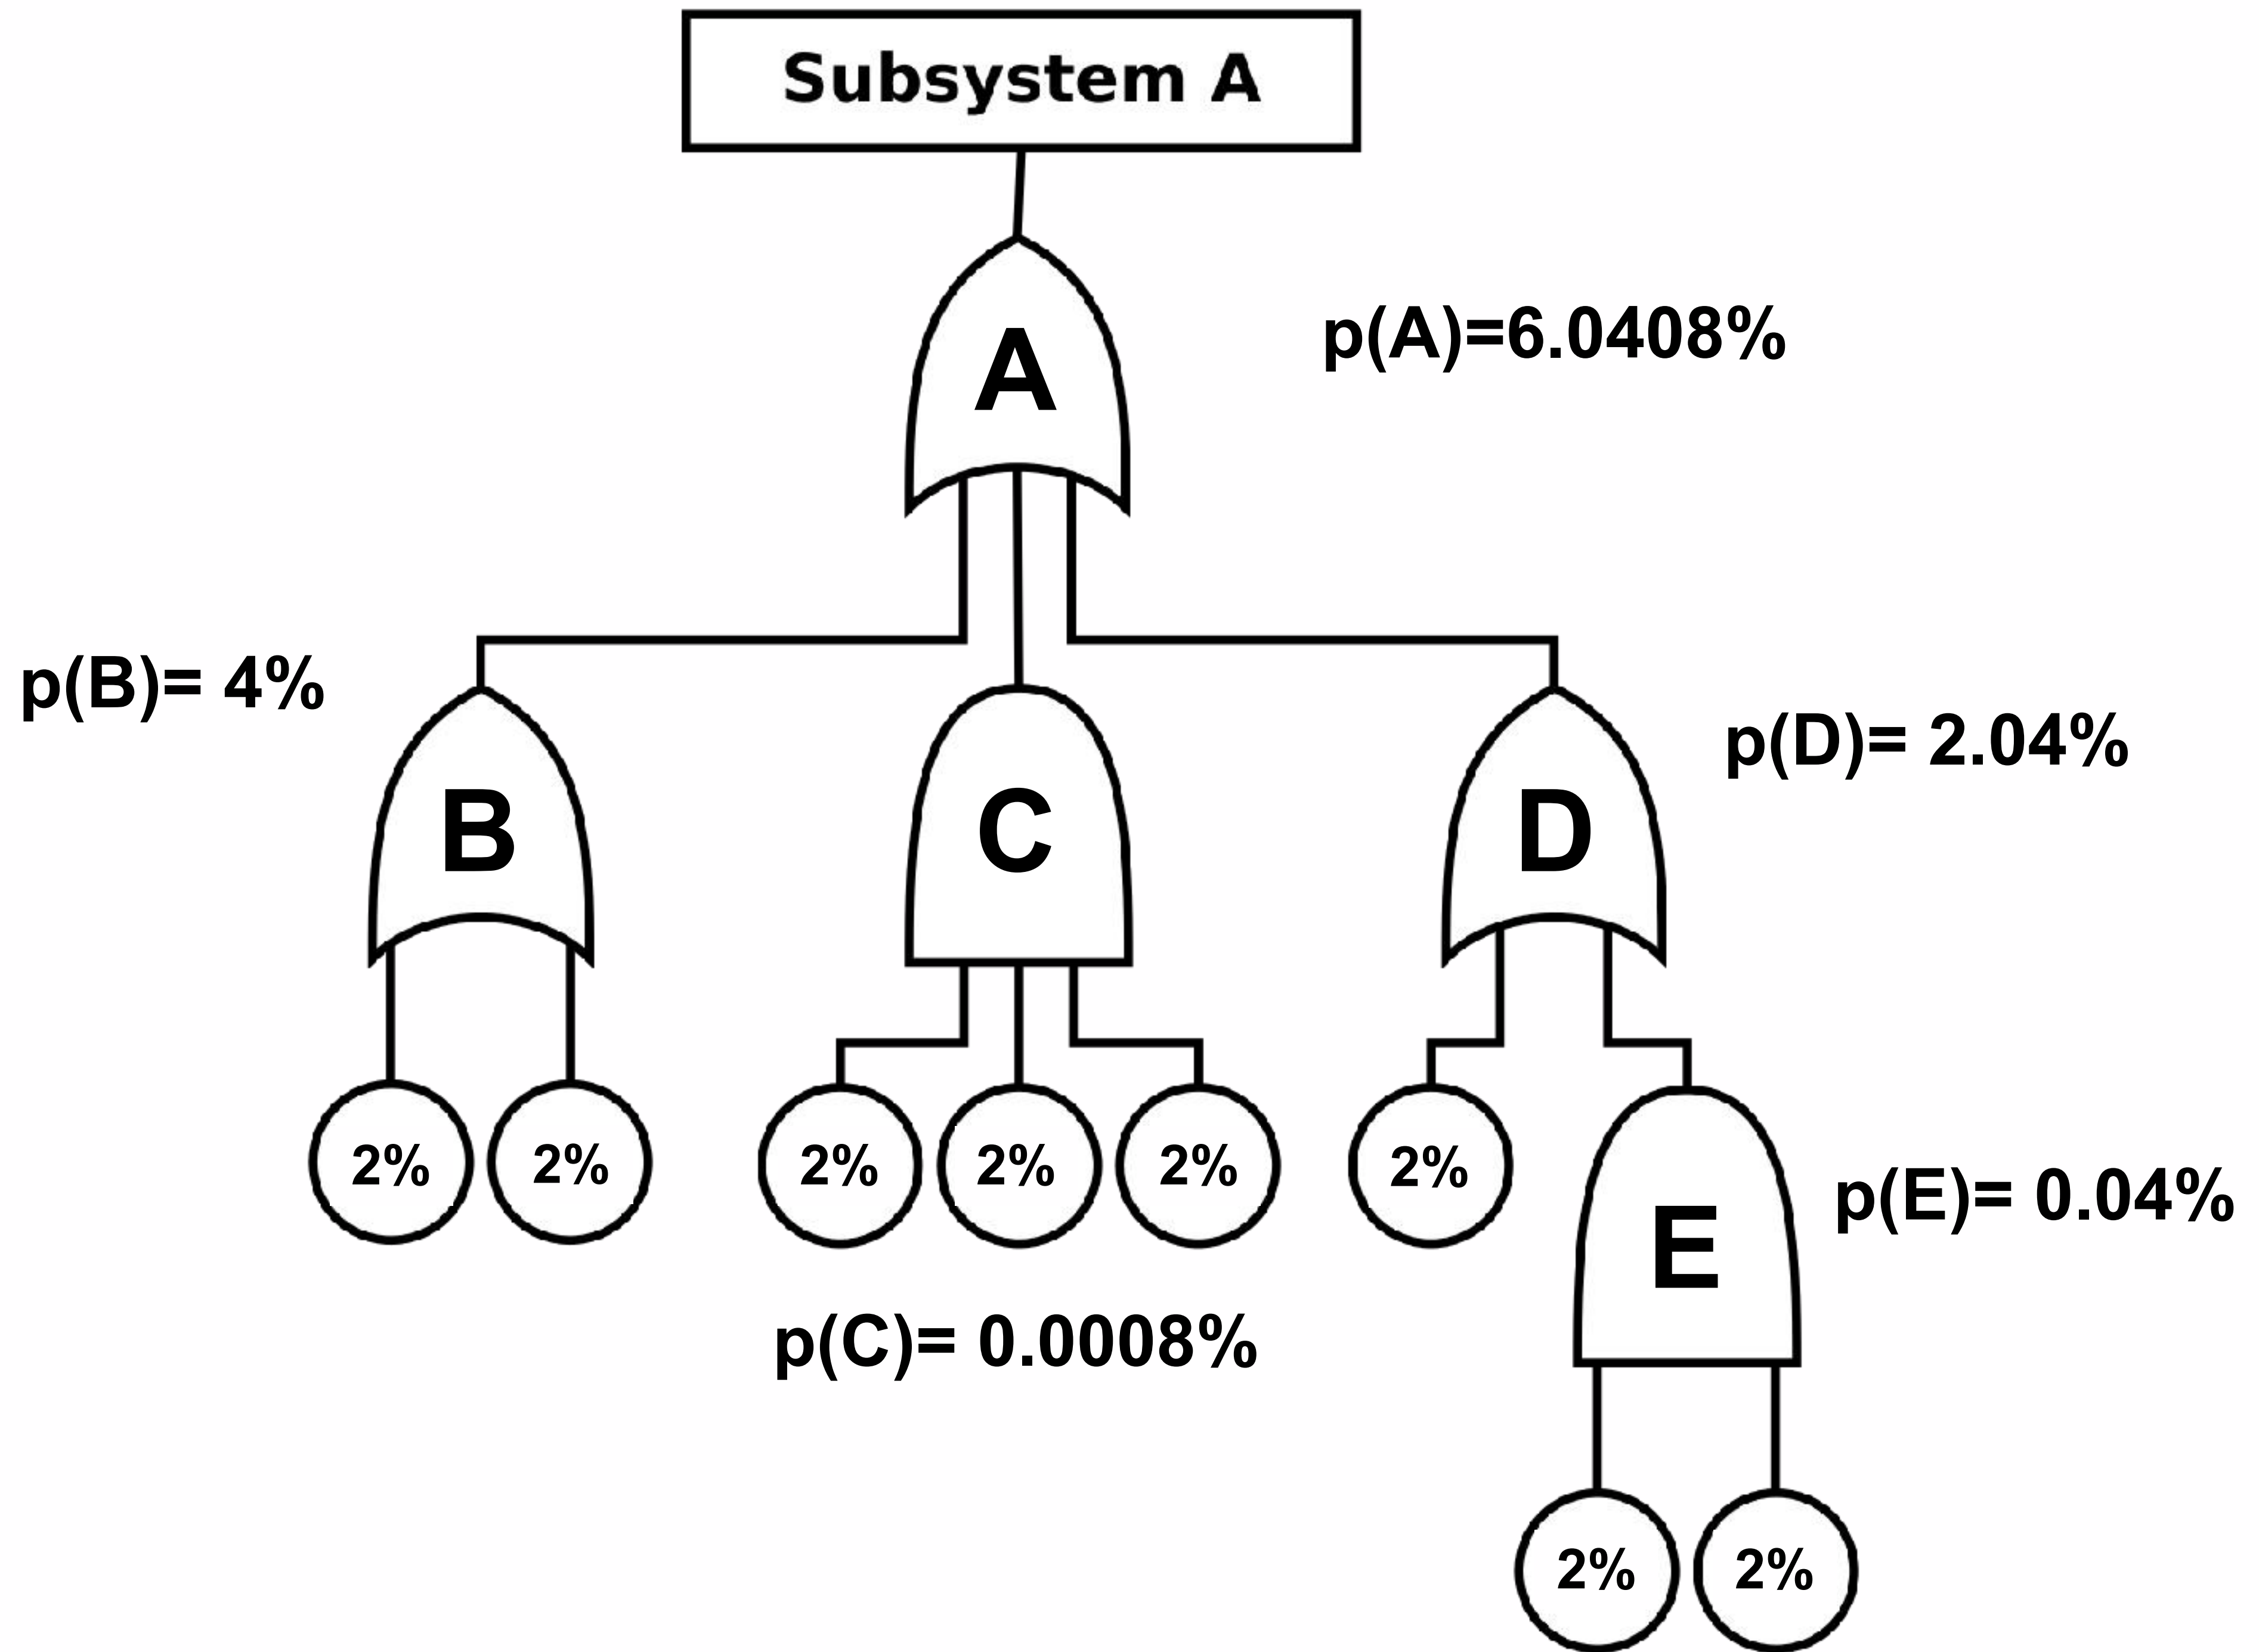 Subsystem A
A
p(A)=6.0408%
p(B)= 4%
p(D)= 2.04%
B
C
D
2%
2%
2%
2%
2%
2%
p(E)= 0.04%
E
p(C)= 0.0008%
2%
2%